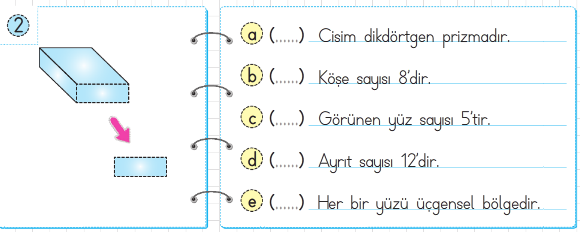 2
a (......) Cisim dikdörtgen prizmadır.
b (......) Köşe sayısı 8'dir.
c (......) Görünen yüz sayısı 5'tir.
d (......) Ayrıt sayısı 12'dir.
e (......) Her bir yüzü üçgensel bölgedir.